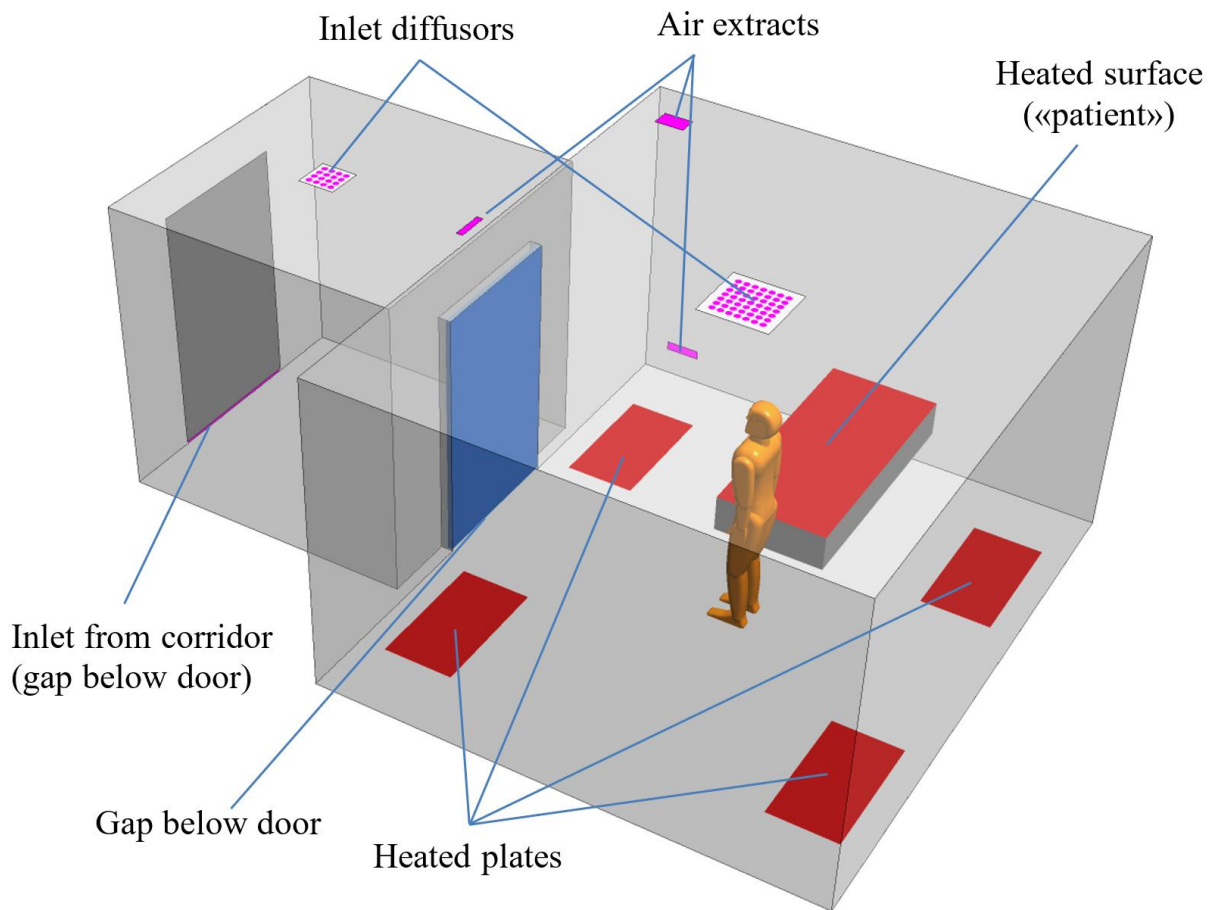 Inlet diffusors
Air extracts
Heated surface
(«patient»)
Inlet from corridor
(gap below door)
Gap below door
Heated plates